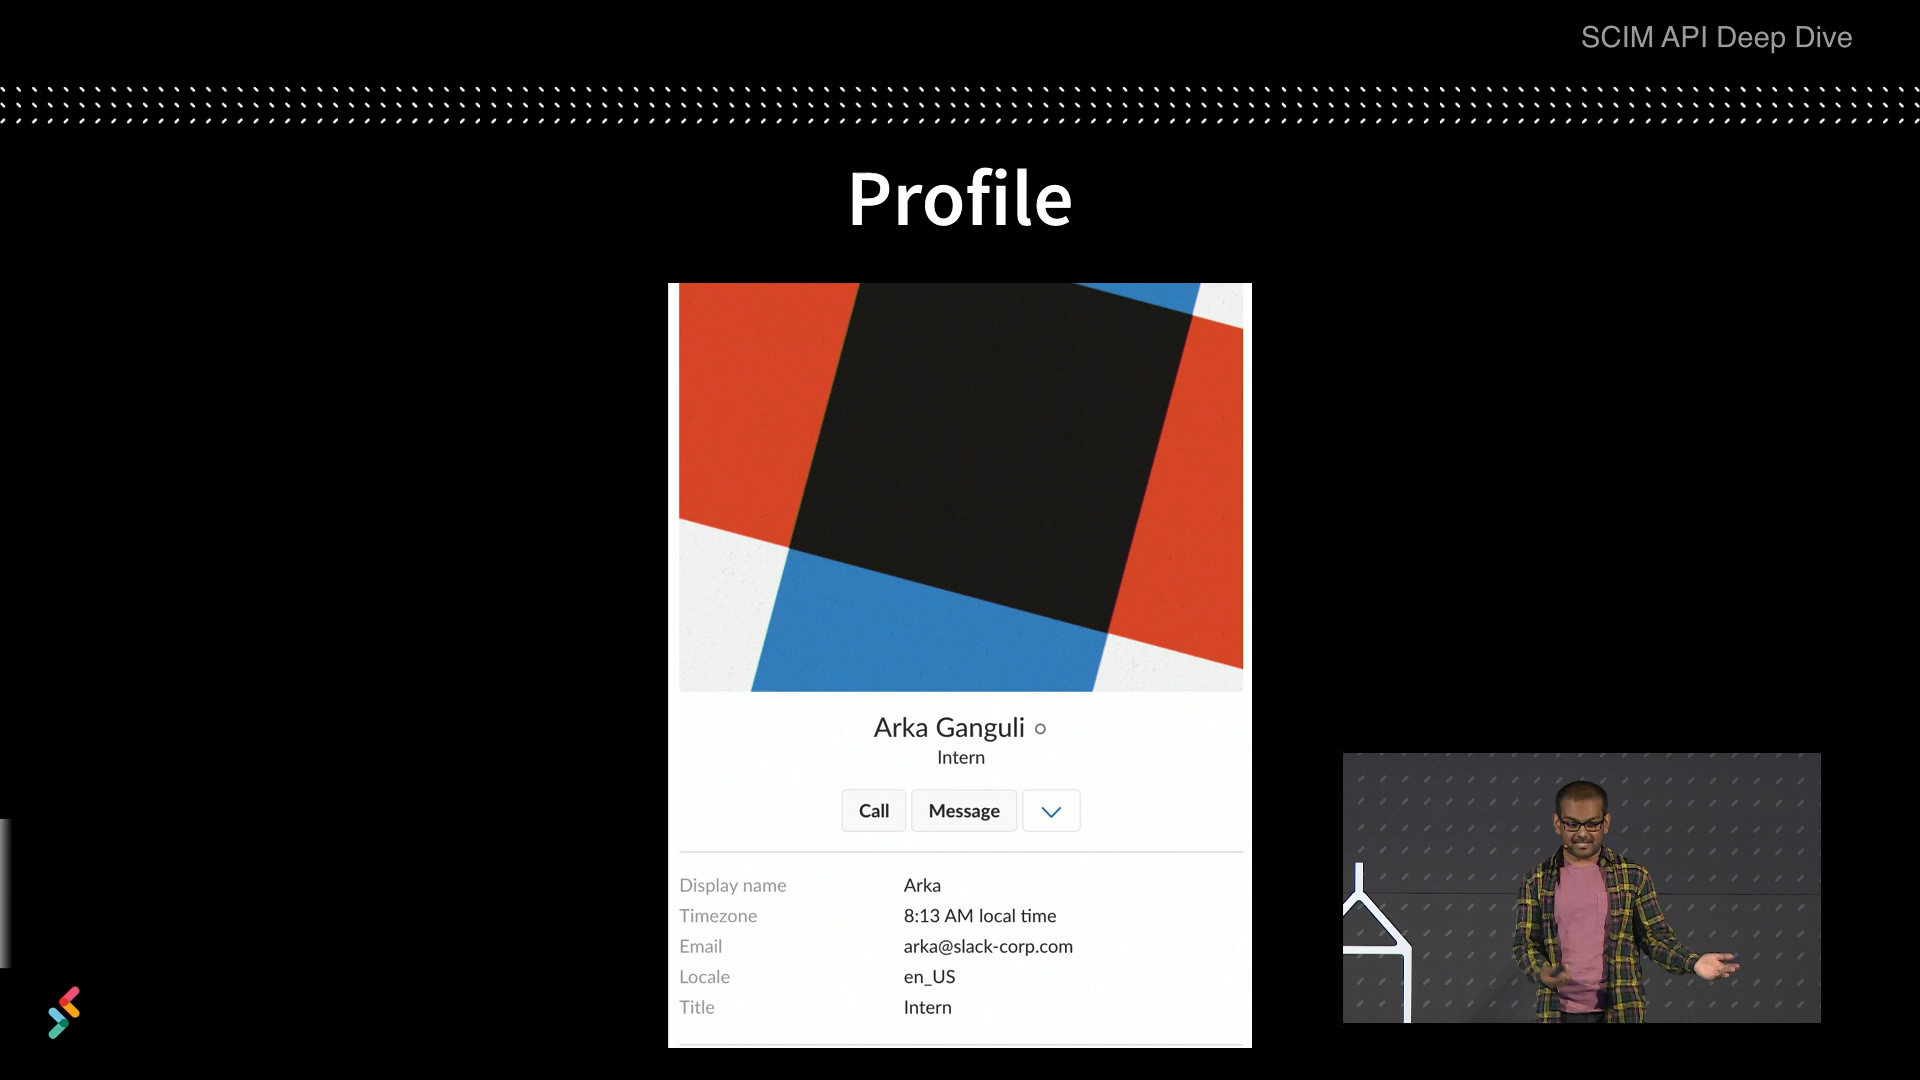 SCIM API Deep Dive
Profile
Arka Ganguli
Intern
Call Message
Display name Arka
Timezone 8:13 AM local time
Email arka@slack-corp.com
Locale en_US
Title Intern